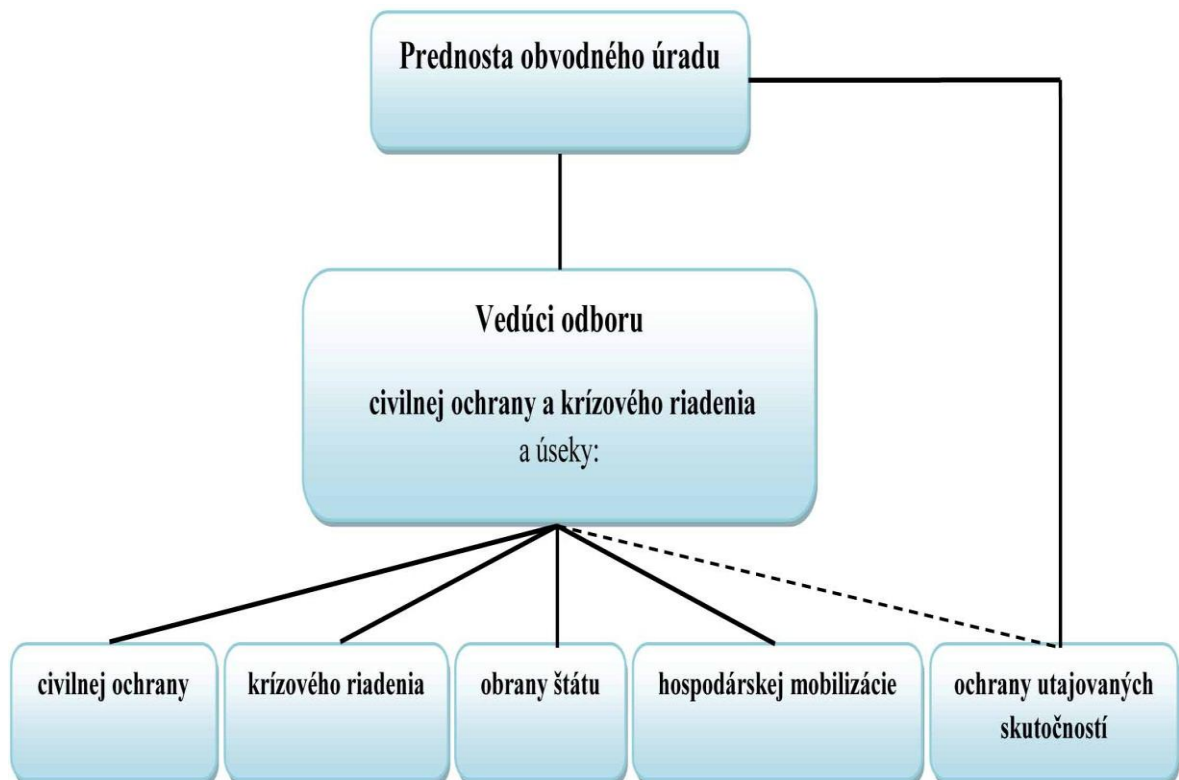 Prednosta obvodného úradu
Vedúci odboru
civilnej ochrany a krízového riadenia
a úseky:
civilnej ochrany
krízového riadenia
obrany štátu
hospodárskej mobilizácie
ochrany utajovaných
skutočností